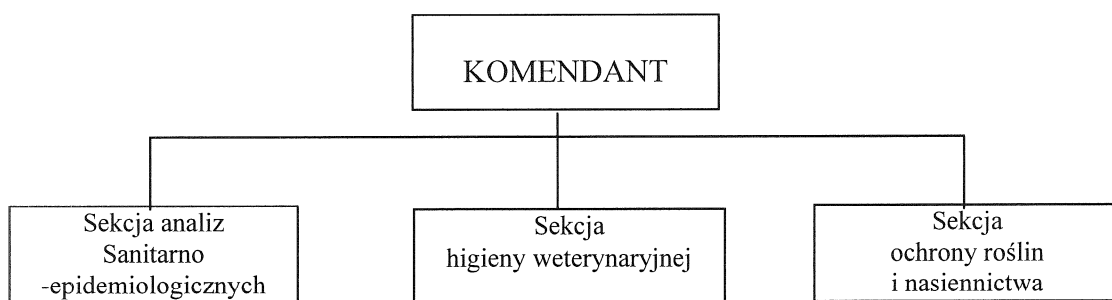 KOMENDANT
Sekcja analiz
Sanitarno
-epidemiologicznych
Sekcja
higieny weterynaryjnej
Sekcja
ochrony roślin
i nasiennictwa